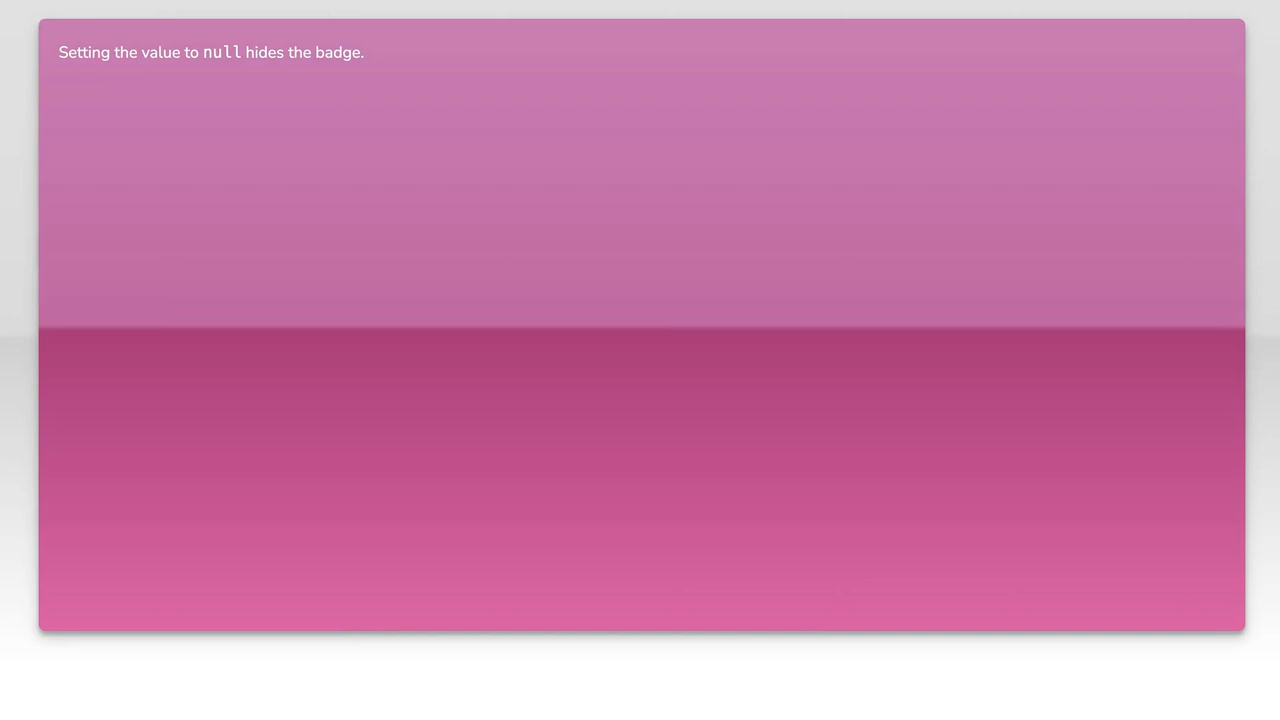 Setting the value to null hides the badge.